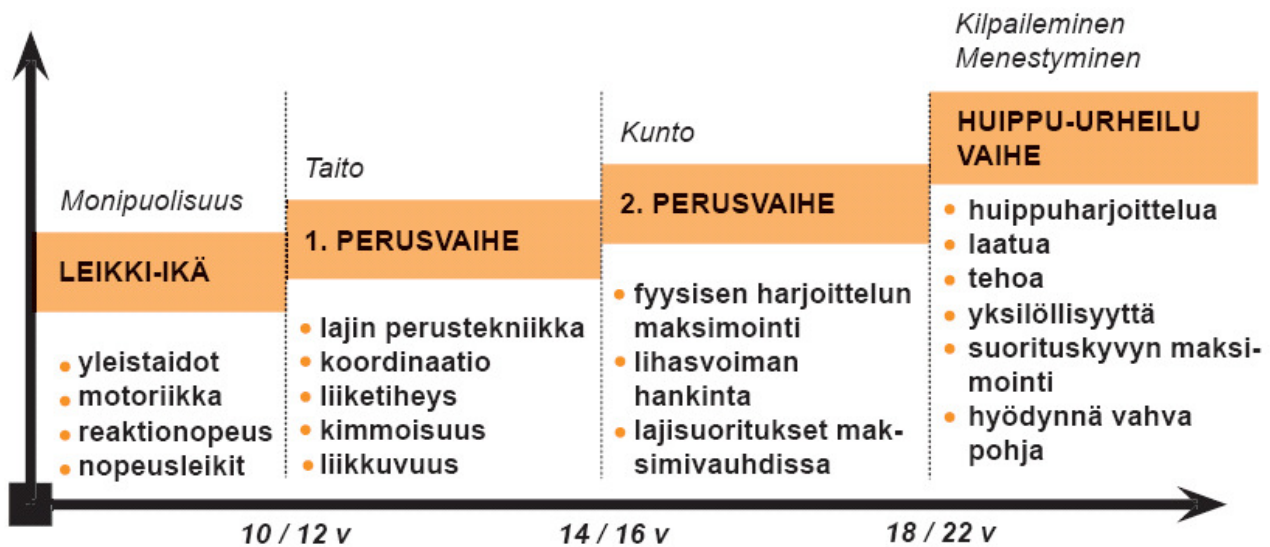 Monipuolisuus
LEIKKI-IKÄ
yleistaidot
motoriikka
reaktionopeus
nopeusleikit
Taito
1. PERUSVAIHE
lajin perustekniikka
koordinaatio
liiketiheys
kimmoisuus
liikkuvuus
Kunto
2. PERUSVAIHE
fyysisen harjoittelun
maksimointi
lihasvoiman
hankinta
lajisuoritukset mak-
simivauhdissa
Kilpaileminen
Menestyminen
HUIPPU-URHEILU
VAIHE
huippuharjoittelua
laatua
tehoa
yksilöllisyyttä
suorituskyvyn maksi-
mointi
hyödynnä vahva
pohja
10 / 12 v
14 / 16 v
18 / 22 v